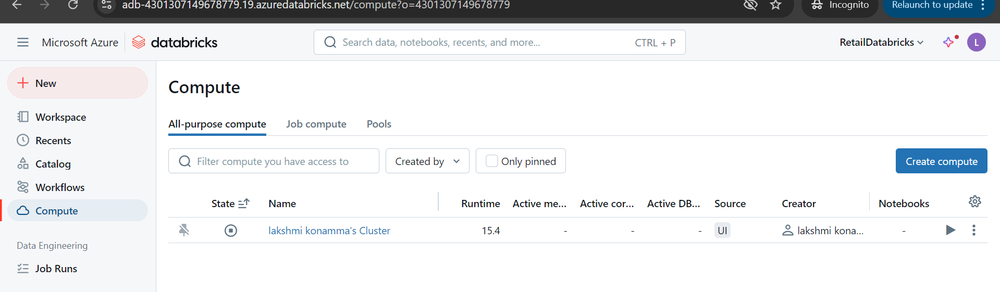 adb-4301307149678779.19.azuredatabricks.net/compute?o=4301307149678779
Incognito
Relaunch to update
Microsoft Azure
databricks
Search data, notebooks, recents, and more...
CTRL + P
RetailDatabricks
L
New
Workspace
Recents
Catalog
Workflows
Compute
Data Engineering
Job Runs
Compute
All-purpose compute Job compute Pools
Filter compute you have access to Created by Only pinned Create compute
State Name Runtime Active me... Active cor... Active DB... Source Creator Notebooks
lakshmi konamma's Cluster 15.4 - - - UI lakshmi kona... -